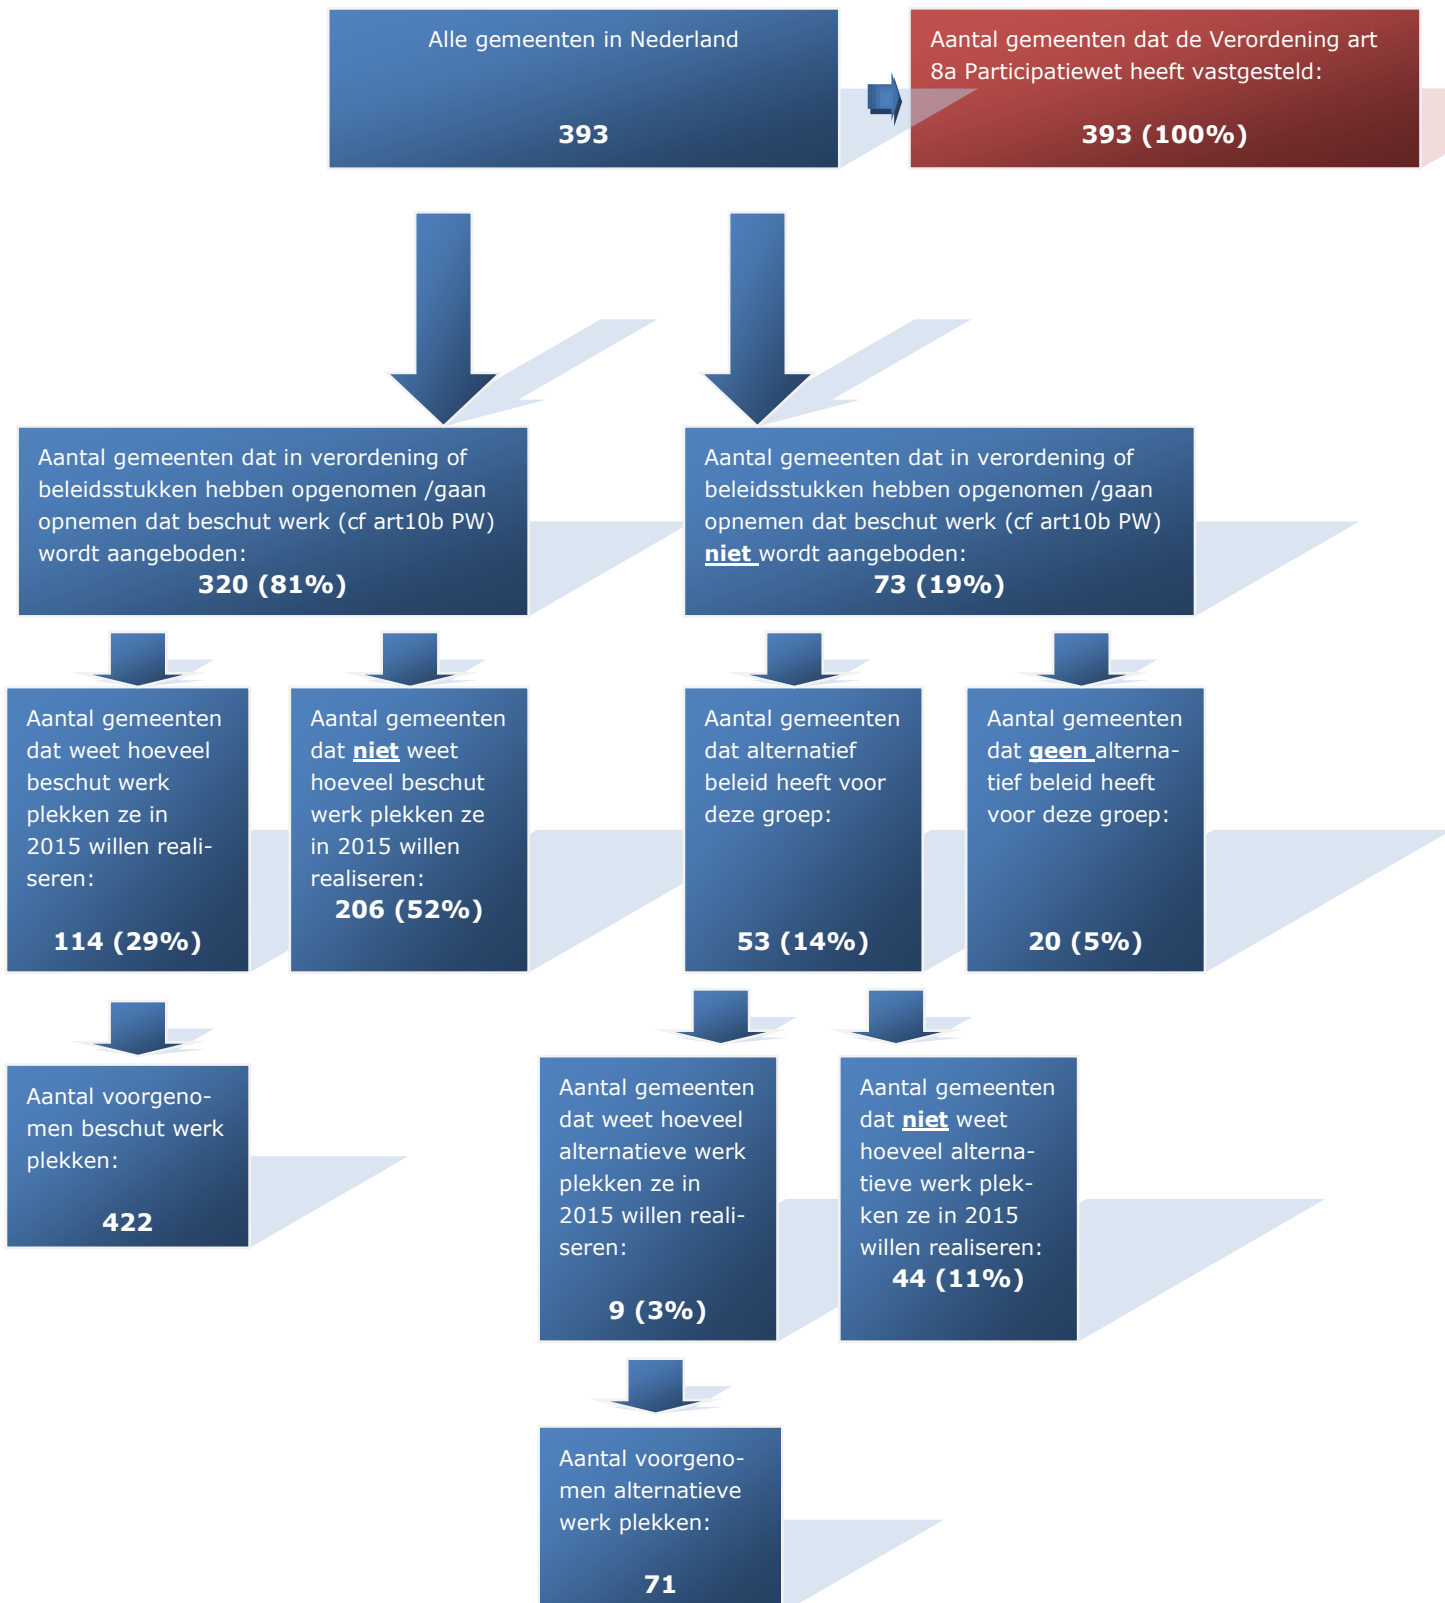 Alle gemeenten in Nederland
393
Aantal gemeenten dat de Verordening art
8a Participatiewet heeft vastgesteld:
393 (100%)
Aantal gemeenten dat in verordening of
beleidsstukken hebben opgenomen /gaan
opnemen dat beschut werk (cf art10b PW)
wordt aangeboden:
320 (81%)
Aantal gemeenten dat in verordening of
beleidsstukken hebben opgenomen /gaan
opnemen dat beschut werk (cf art10b PW)
niet wordt aangeboden:
73 (19%)
Aantal gemeenten
dat weet hoeveel
beschut werk
plekken ze in
2015 willen reali-
seren:
114 (29%)
Aantal gemeenten
dat niet weet
hoeveel beschut
werk plekken ze
in 2015 willen
realiseren:
206 (52%)
Aantal gemeenten
dat alternatief
beleid heeft voor
deze groep:
53 (14%)
Aantal gemeenten
dat geen alterna-
tief beleid heeft
voor deze groep:
20 (5%)
Aantal voorgeno-
men beschut werk
plekken:
422
Aantal gemeenten
dat weet hoeveel
alternatieve werk
plekken ze in
2015 willen reali-
seren:
9 (3%)
Aantal gemeenten
dat niet weet
hoeveel alterna-
tieve werk plek-
ken ze in 2015
willen realiseren:
44 (11%)
Aantal voorgeno-
men alternatieve
werk plekken:
71